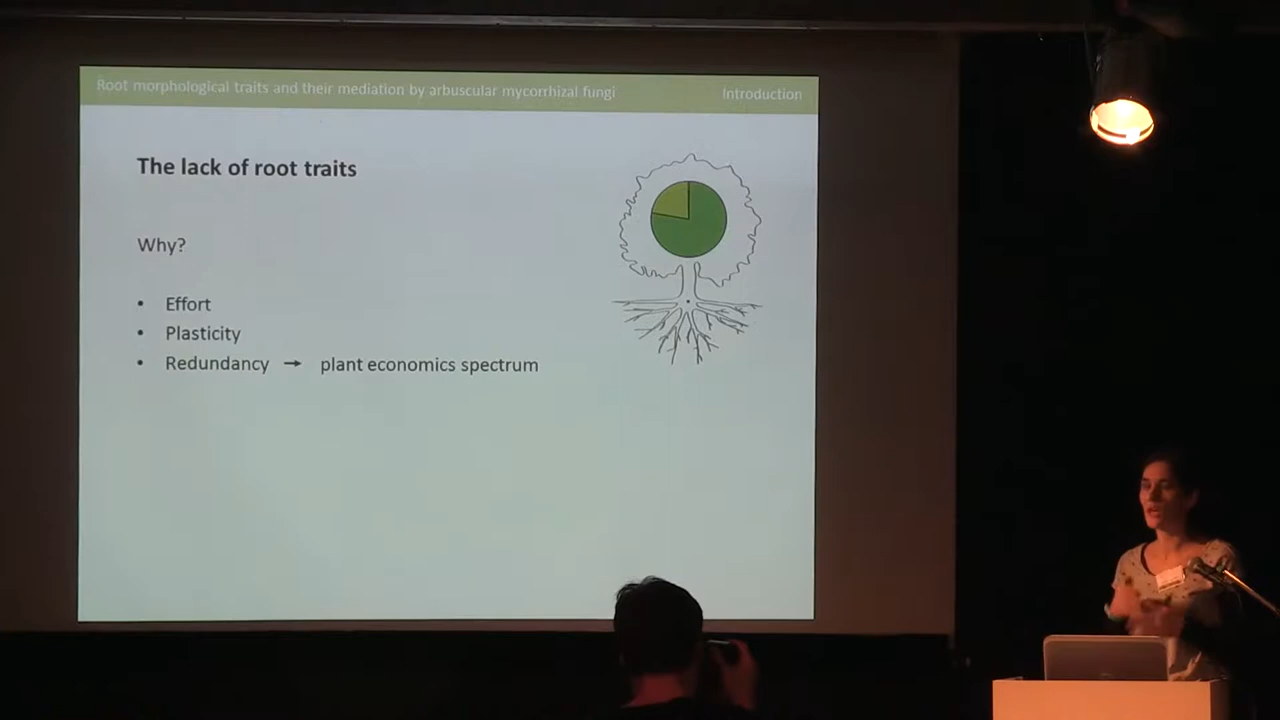 Root morphological traits and their mediation by arbuscular mycorrhizal fungi Introduction
The lack of root traits
Why?
• Effort
• Plasticity
• Redundancy → plant economics spectrum